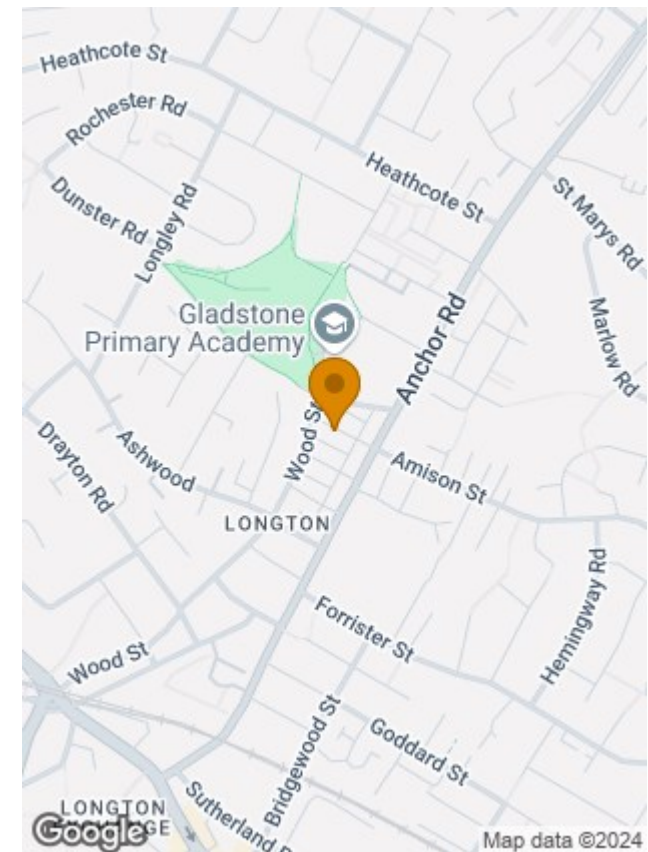 Heathcote St
Rochester Rd
Heathcote St
Dunster Rd
Longley Rd
St Marys Rd
Gladstone
Primary Academy
Anchor Rd
Marlow Rd
Wood St
Drayton Rd
Ashwood
Amison St
LONGTON
Hemingway Rd
Forrister St
Wood St
Bridgewood St
Goddard St
LONGTON
Sutherland
Google
Map data ©2024